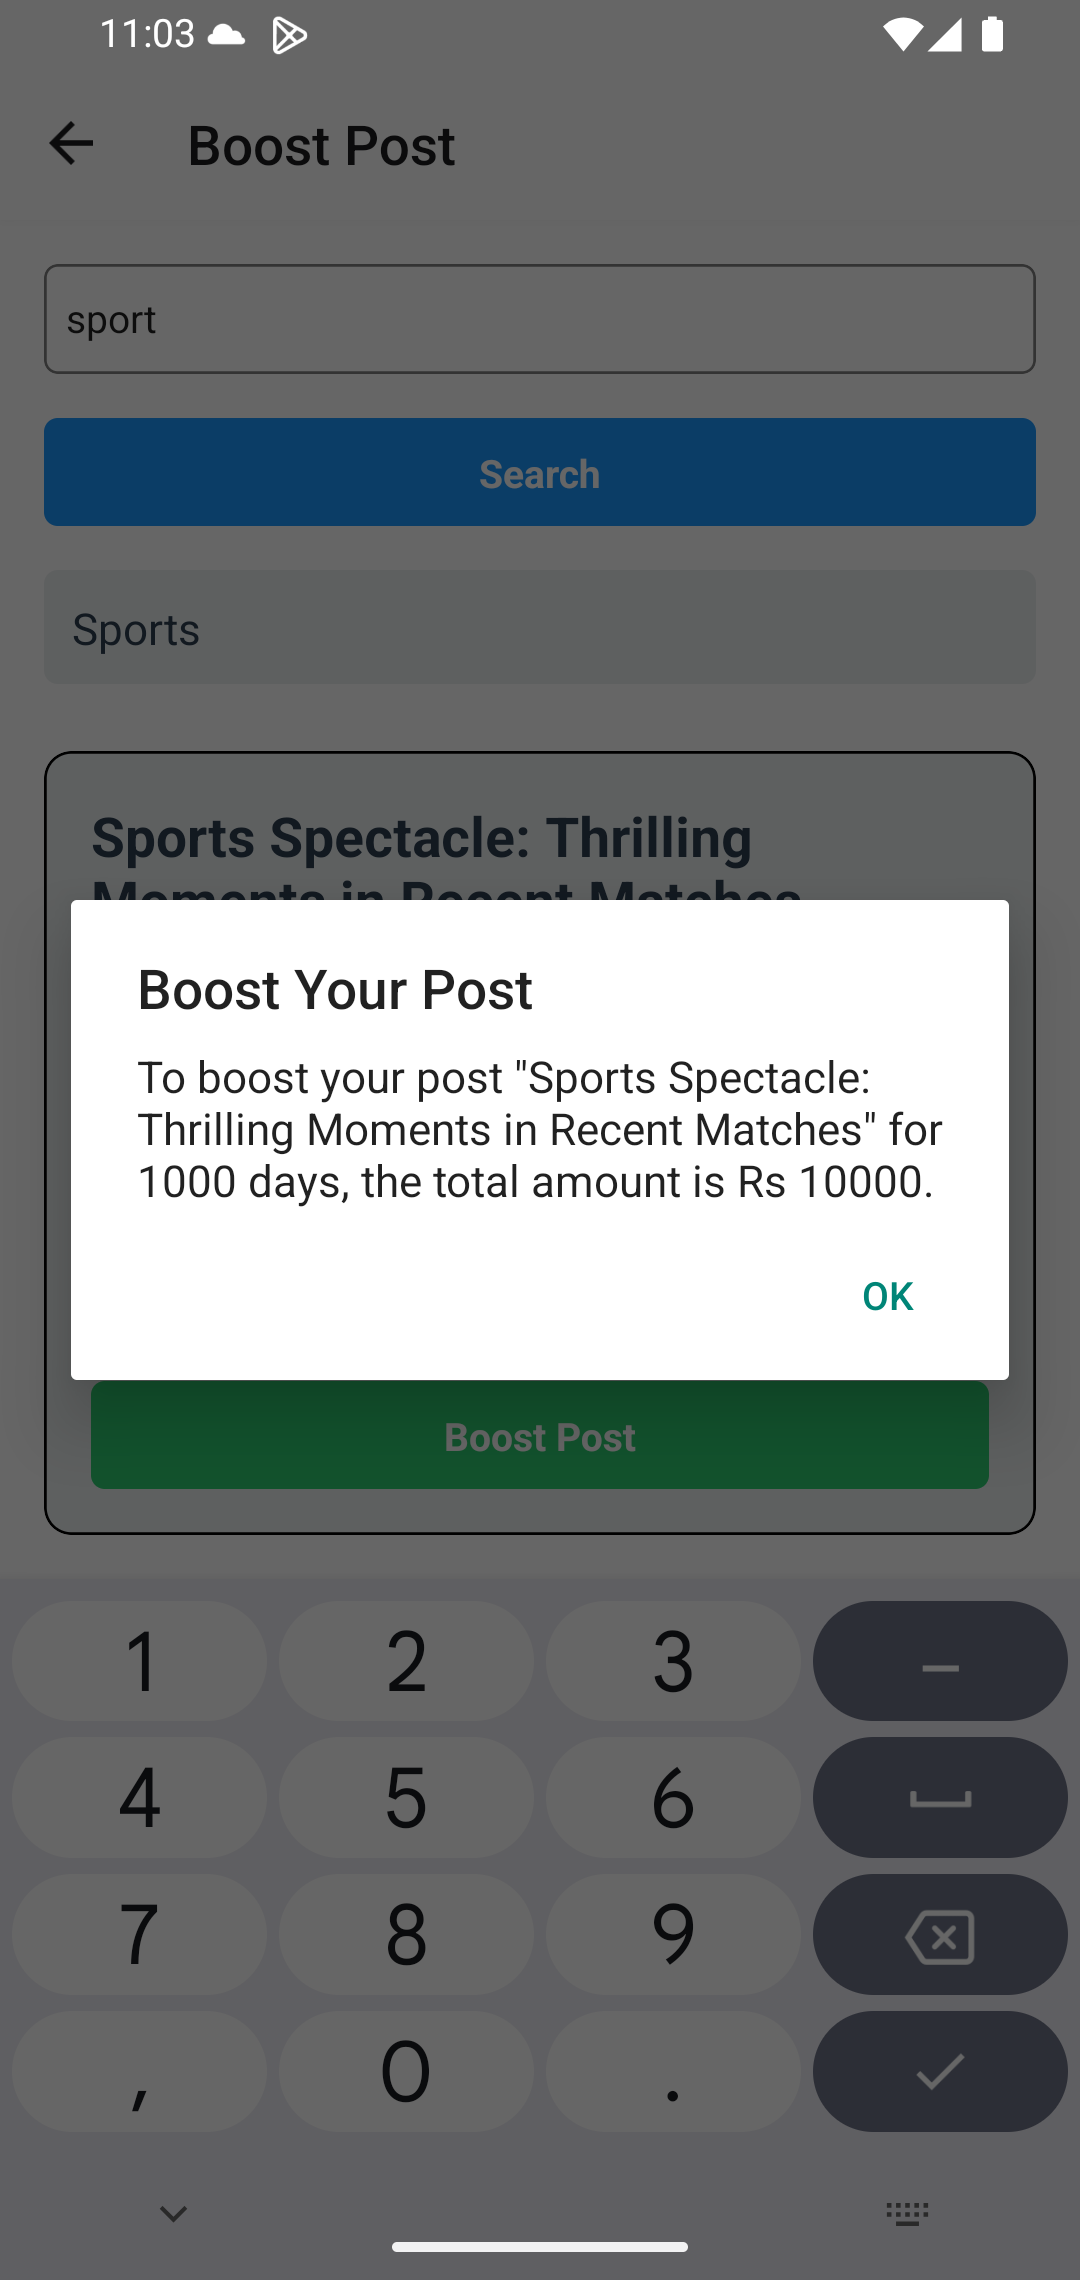 11:03
Boost Post
sport
Search
Sports
Sports Spectacle: Thrilling
Moments in Recent Matches
Boost Your Post
To boost your post "Sports Spectacle:
Thrilling Moments in Recent Matches" for
1000 days, the total amount is Rs 10000.
OK
Boost Post
1 2 3 –
4 5 6
7 8 9
, 0 .